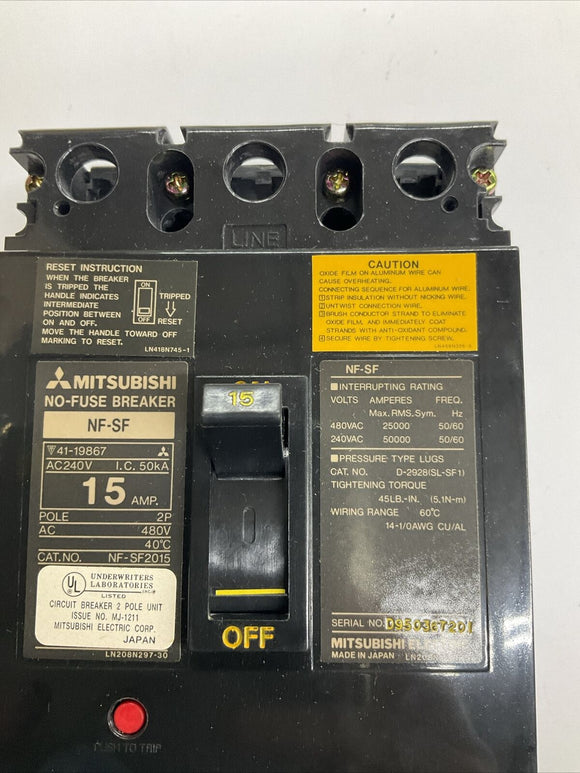 LINE
RESET INSTRUCTION
WHEN THE BREAKER
IS TRIPPED THE
HANDLE INDICATES
INTERMEDIATE
POSITION BETWEEN
ON AND OFF.
MOVE THE HANDLE TOWARD OFF
MARKING TO RESET.
ON
OFF
TRIPPED
RESET
LN418N745-1
CAUTION
OXIDE FILM ON ALUMINUM WIRE CAN
CAUSE OVERHEATING.
CONNECTING SEQUENCE FOR ALUMINUM WIRE.
1 STRIP INSULATION WITHOUT NICKING WIRE.
2 UNTWIST CONNECTION WIRE.
3 BRUSH CONDUCTOR STRAND TO ELIMINATE
OXIDE FILM, AND IMMEDIATELY COAT
STRANDS WITH ANTI-OXIDANT COMPOUND.
4 SECURE WIRE BY TIGHTENING SCREW.
MITSUBISHI
NO-FUSE BREAKER
NF-SF
41-19867
AC240V I.C. 50kA
15 AMP.
POLE 2P
AC 480V
40°C
CAT.NO. NF-SF2015
UL
UNDERWRITERS
LABORATORIES
INC.®
LISTED
CIRCUIT BREAKER 2 POLE UNIT
ISSUE NO. MJ-1211
MITSUBISHI ELECTRIC CORP.
JAPAN
LN208N297-30
ON
15
OFF
NF-SF
■INTERRUPTING RATING
VOLTS AMPERES FREQ.
Max.RMS.Sym. Hz
480VAC 25000 50/60
240VAC 50000 50/60
■PRESSURE TYPE LUGS
CAT. NO. D-2928(SL-SF1)
TIGHTENING TORQUE
45LB.-IN. (5.1N-m)
WIRING RANGE 60°C
14-1/0AWG CU/AL
SERIAL NO.
MITSUBISHI
MADE IN JAPAN
PUSH TO TRIP